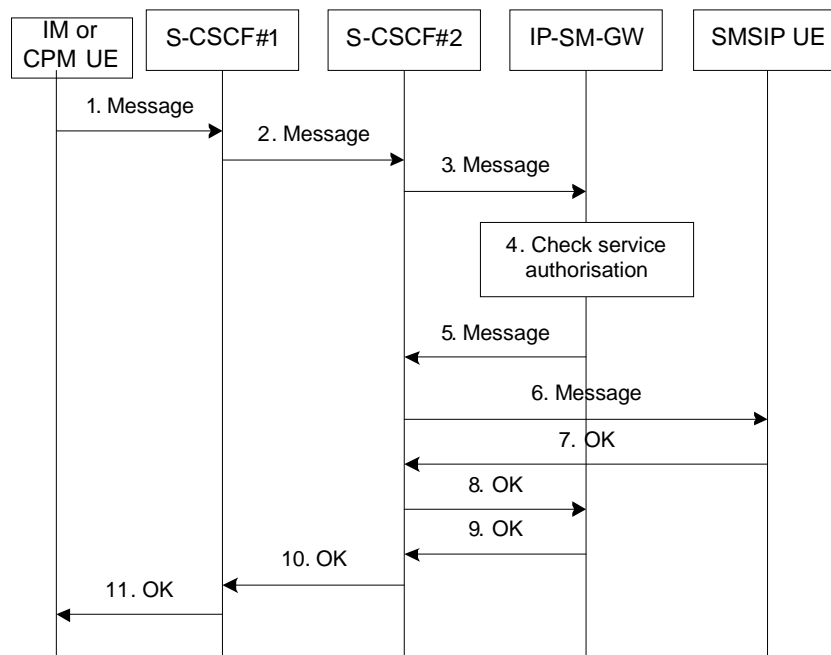 IM or
CPM UE
S-CSCF#1
S-CSCF#2
IP-SM-GW
SMSIP UE
1. Message
2. Message
3. Message
4. Check service
authorisation
5. Message
6. Message
7. OK
8. OK
9. OK
10. OK
11. OK